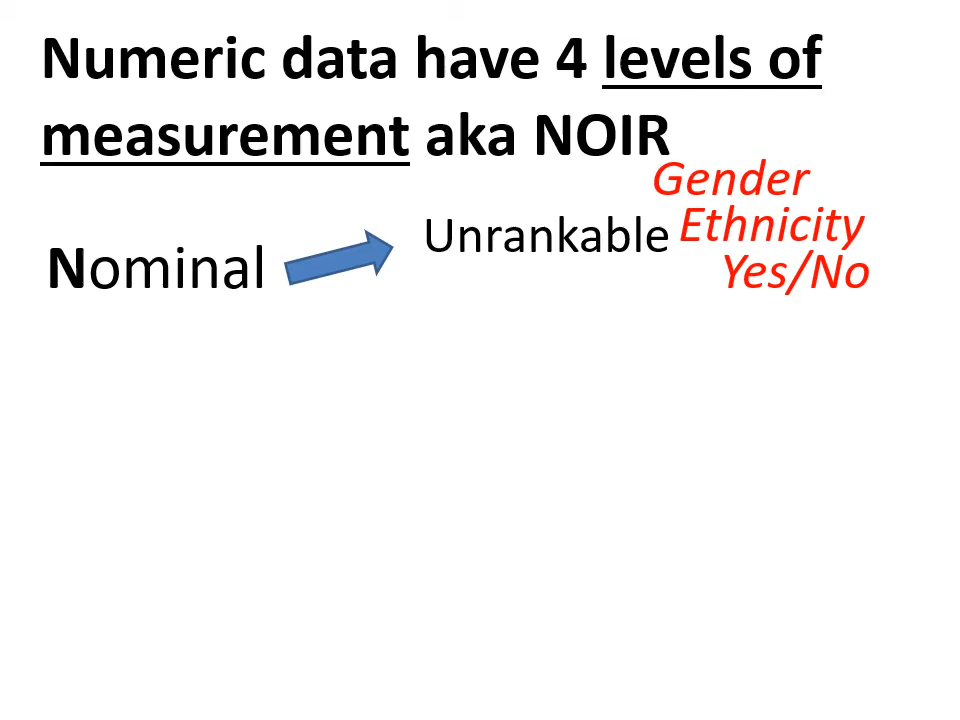 Numeric data have 4 levels of
measurement aka NOIR
Nominal
Unrankable
Gender
Ethnicity
Yes/No